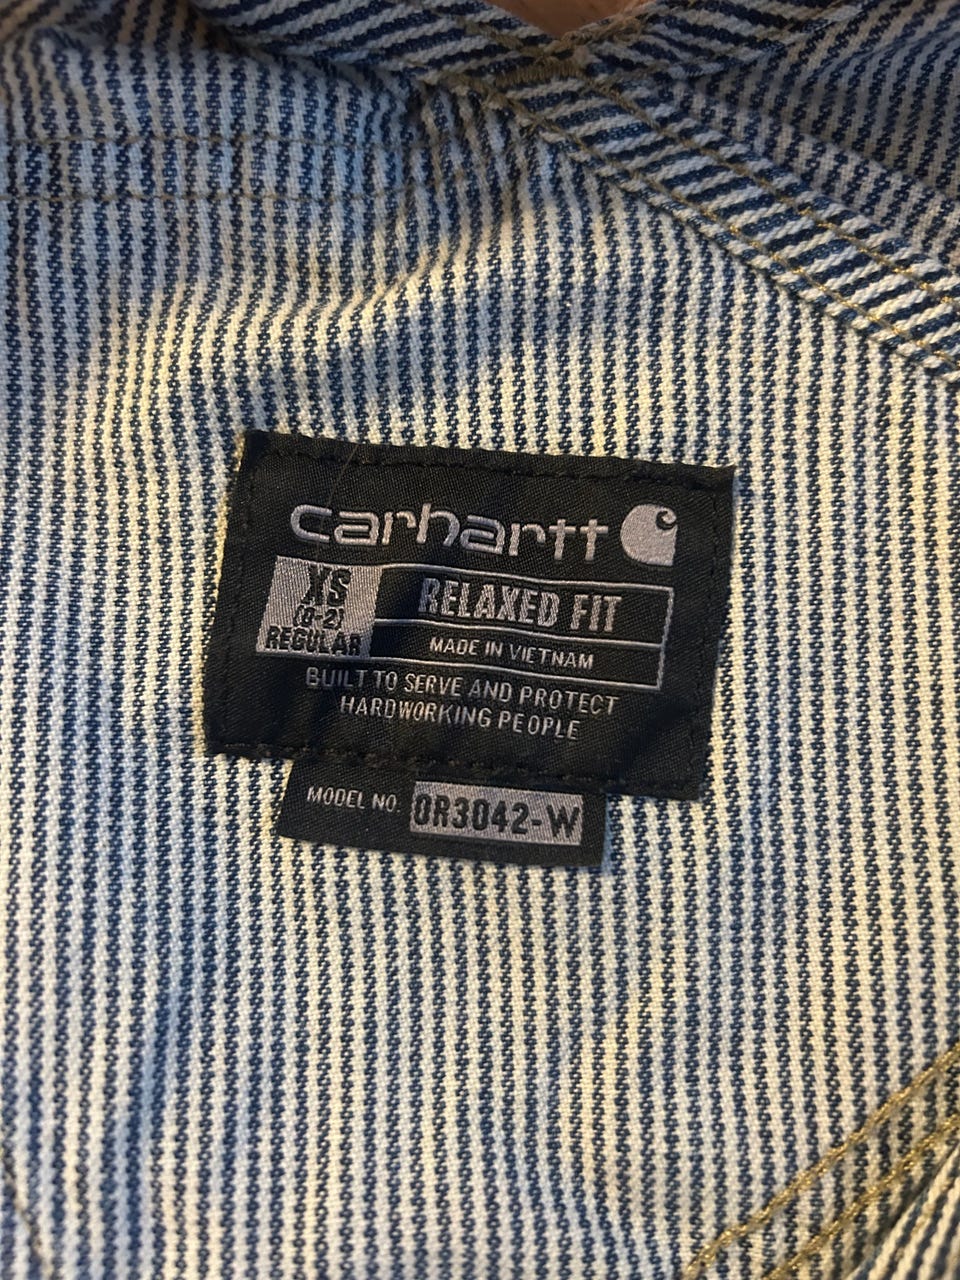 carhartt
XS
(0-2)
REGULAR
RELAXED FIT
MADE IN VIETNAM
BUILT TO SERVE AND PROTECT
HARDWORKING PEOPLE
MODEL NO. OR3042-W